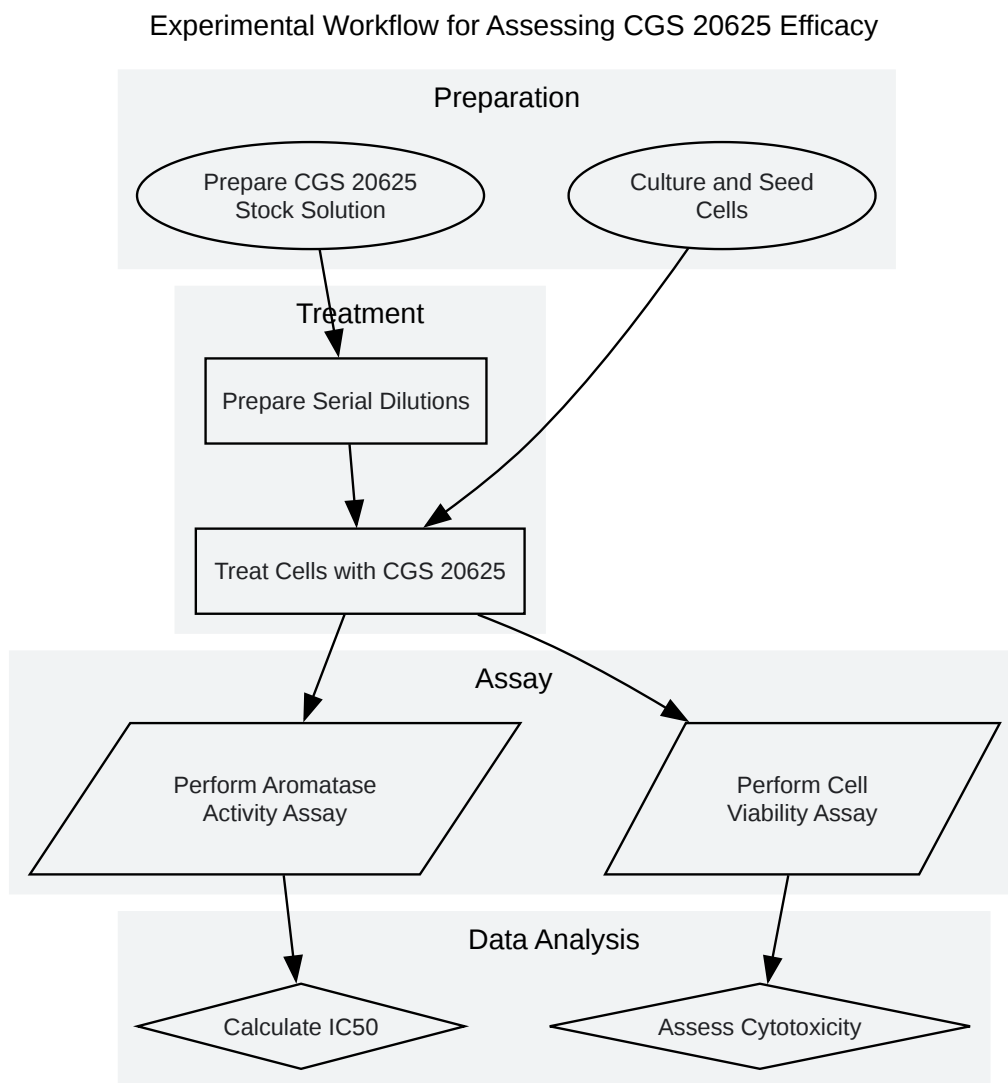 Experimental Workflow for Assessing CGS 20625 Efficacy
Preparation
Prepare CGS 20625
Stock Solution
Culture and Seed
Cells
Treatment
Prepare Serial Dilutions
Treat Cells with CGS 20625
Assay
Perform Aromatase
Activity Assay
Perform Cell
Viability Assay
Data Analysis
Calculate IC50
Assess Cytotoxicity